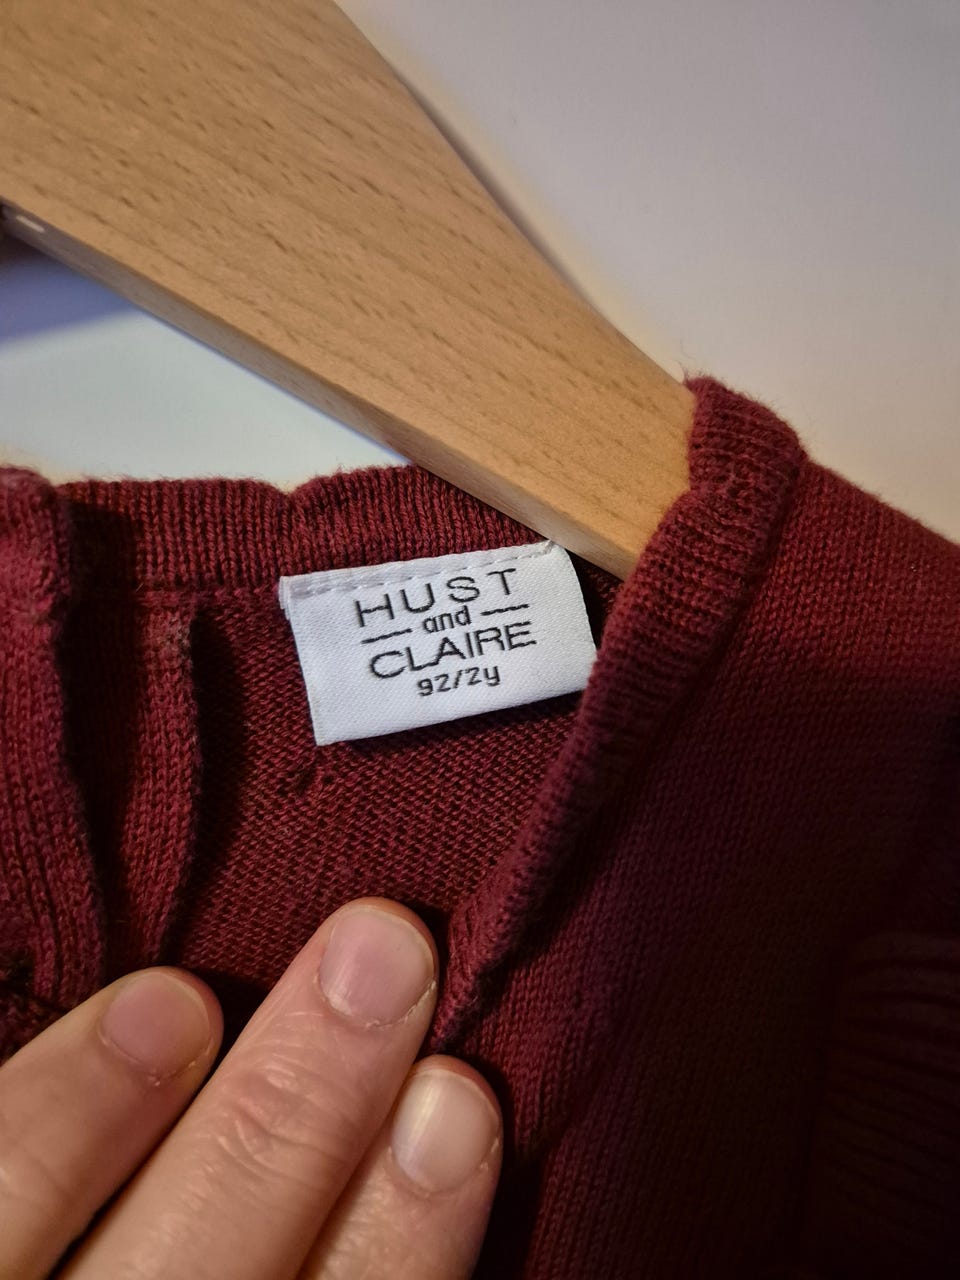 HUST
and
CLAIRE
92/2y